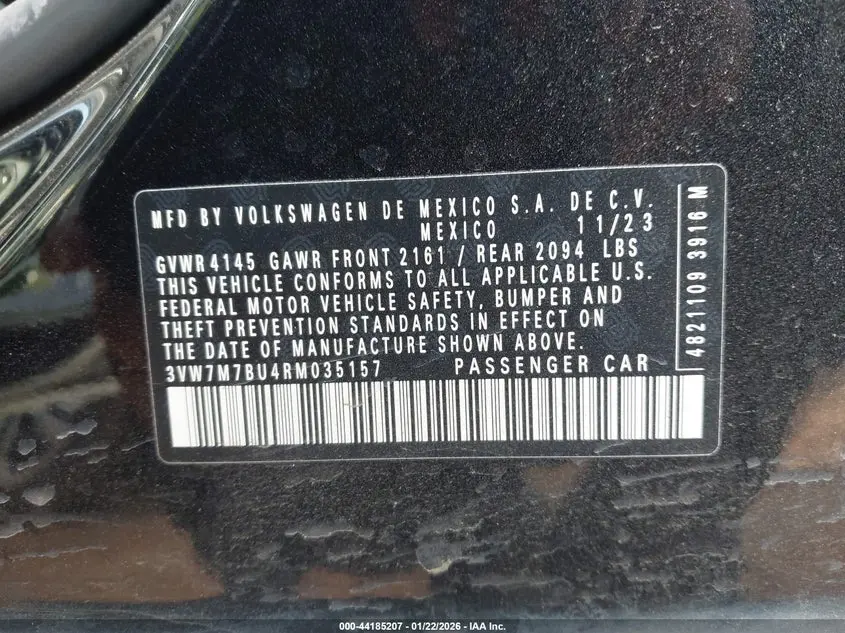 MFD BY VOLKSWAGEN DE MEXICO S.A. DE C.V.
MEXICO 11/23
GVWR 4145 GAWR FRONT 2161 / REAR 2094 LBS
THIS VEHICLE CONFORMS TO ALL APPLICABLE U.S.
FEDERAL MOTOR VEHICLE SAFETY, BUMPER AND
THEFT PREVENTION STANDARDS IN EFFECT ON
THE DATE OF MANUFACTURE SHOWN ABOVE.
3VW7M7BU4RM035157 PASSENGER CAR
4821109 3916 M
000-44185207 - 01/22/2026 - IAA Inc.